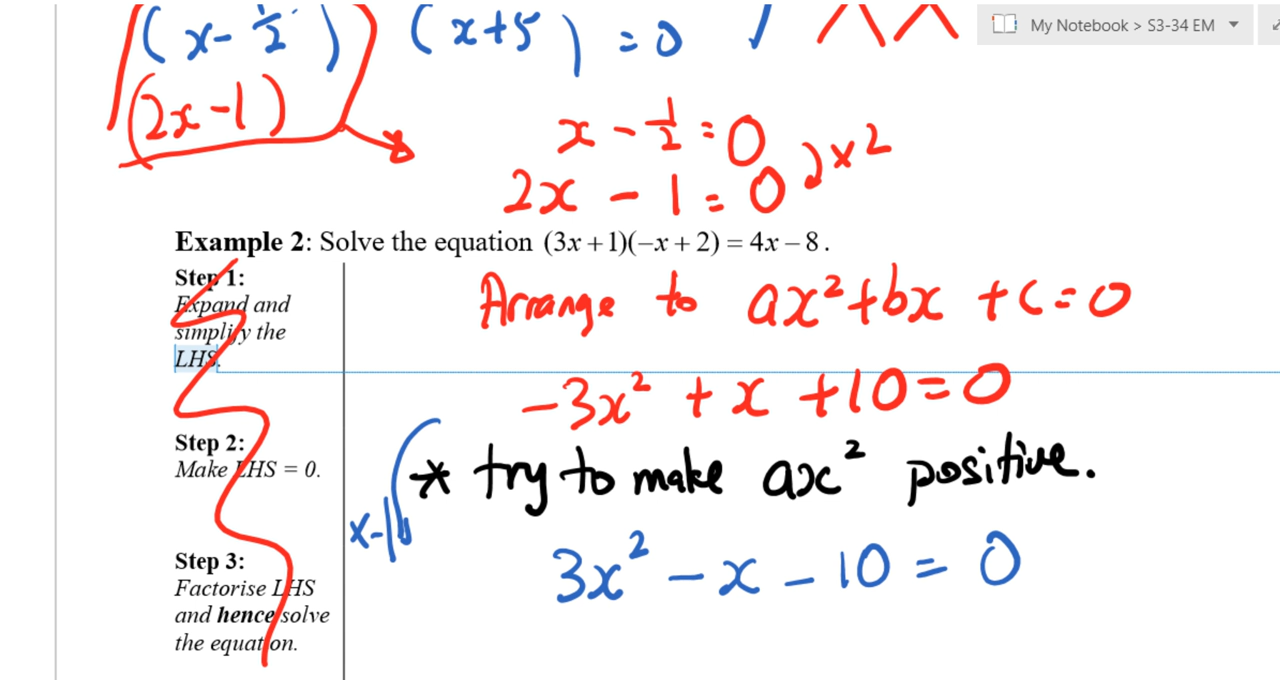 (x - 1/2) (x+5) = 0
My Notebook > S3-34 EM
(2x - 1)
x - 1/2 = 0
x2
2x - 1 = 0
Example 2: Solve the equation (3x+1)(−x+2) = 4x−8.
Step 1:
Expand and
simplify the
LHS.
Arrange to ax²+bx +c=0
-3x² + x +10=0
Step 2:
Make LHS = 0.
* try to make ax² positive.
x-1
Step 3:
Factorise LHS
and hence solve
the equation.
3x² - x - 10 = 0